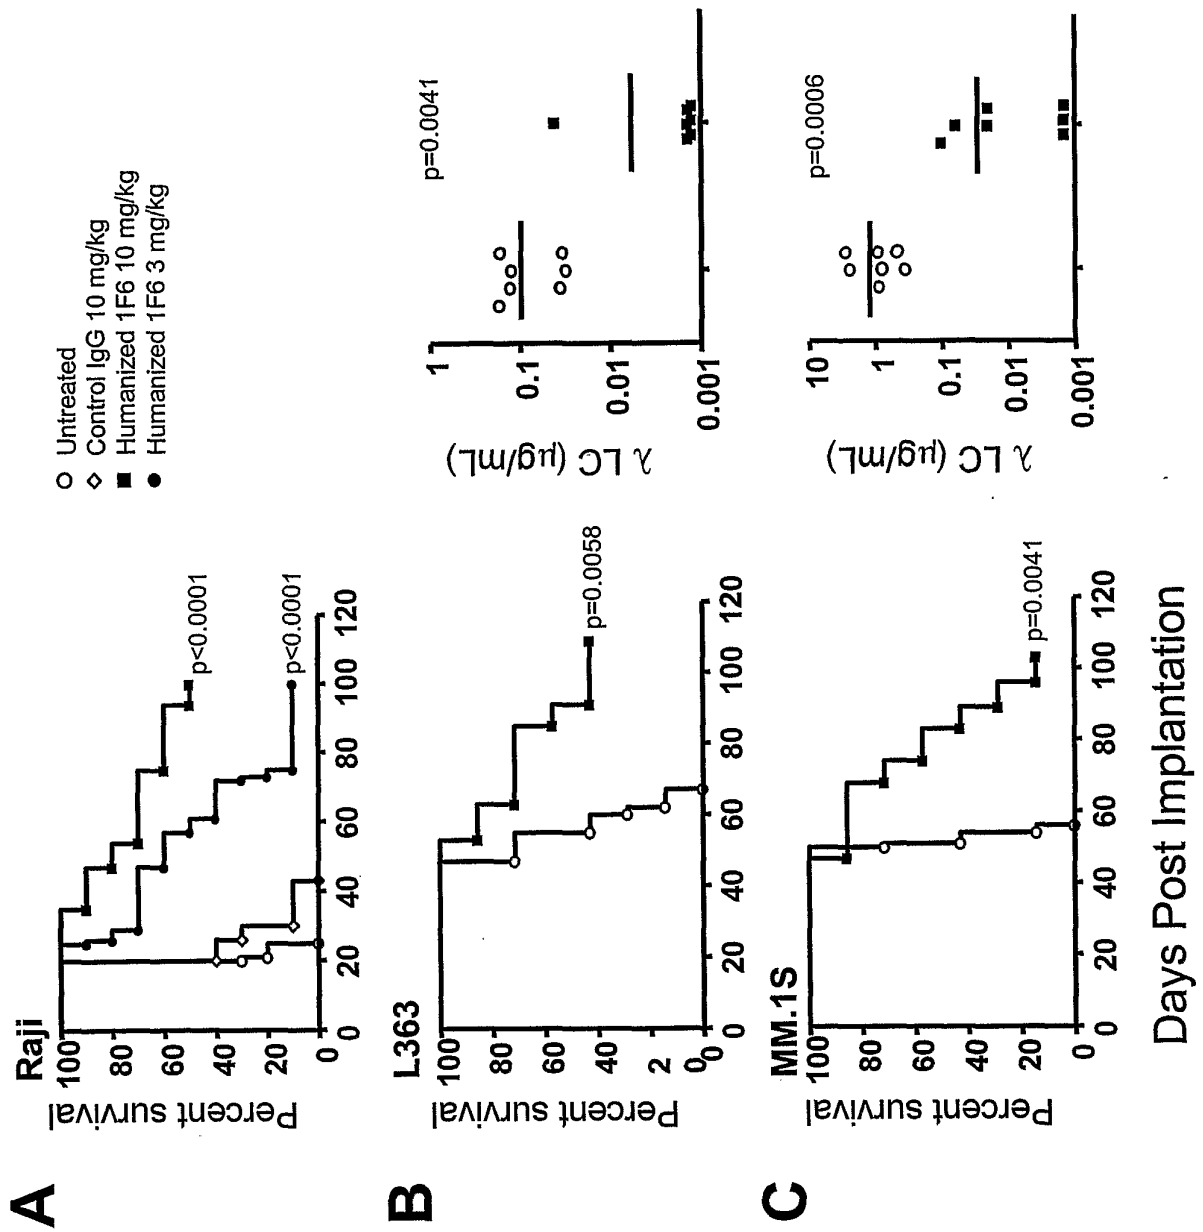 A
Raji
Percent survival
100
80
60
40
20
0
0
20
40
60
80
100
120
p<0.0001
p<0.0001
Untreated
Control IgG 10 mg/kg
Humanized 1F6 10 mg/kg
Humanized 1F6 3 mg/kg
B
L363
Percent survival
100
80
60
40
20
0
0
20
40
60
80
100
120
p=0.0058
λ LC (µg/mL)
1
0.1
0.01
0.001
p=0.0041
C
MM.1S
Percent survival
100
80
60
40
20
0
0
20
40
60
80
100
120
p=0.0041
λ LC (µg/mL)
10
1
0.1
0.01
0.001
p=0.0006
Days Post Implantation